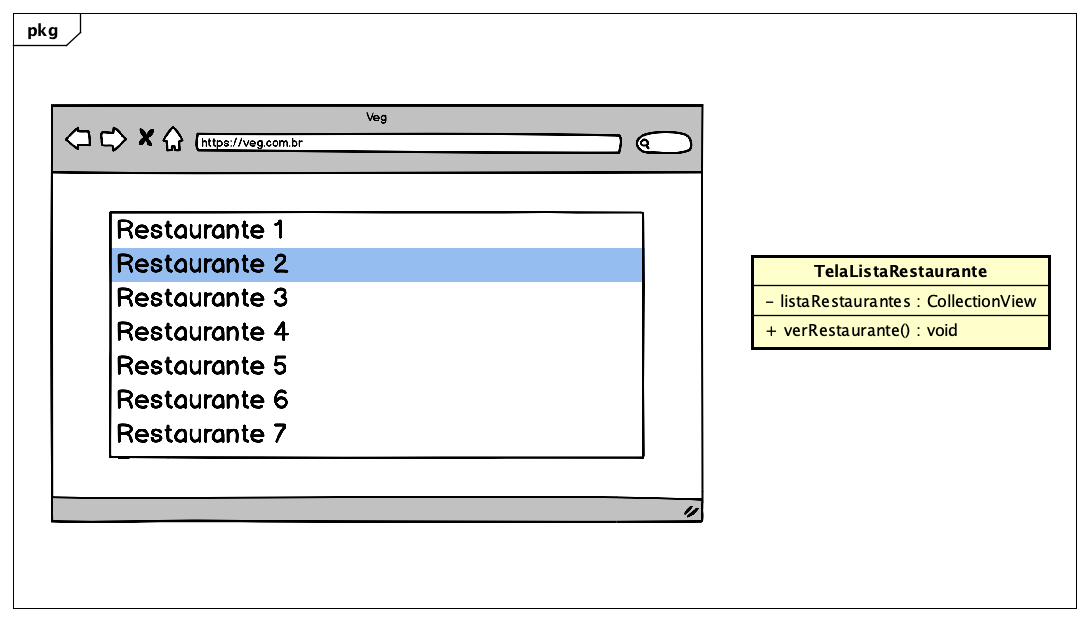 pkg
Veg
https://veg.com.br
Restaurante 1
Restaurante 2
Restaurante 3
Restaurante 4
Restaurante 5
Restaurante 6
Restaurante 7
TelaListaRestaurante
- listaRestaurantes : CollectionView
+ verRestaurante() : void